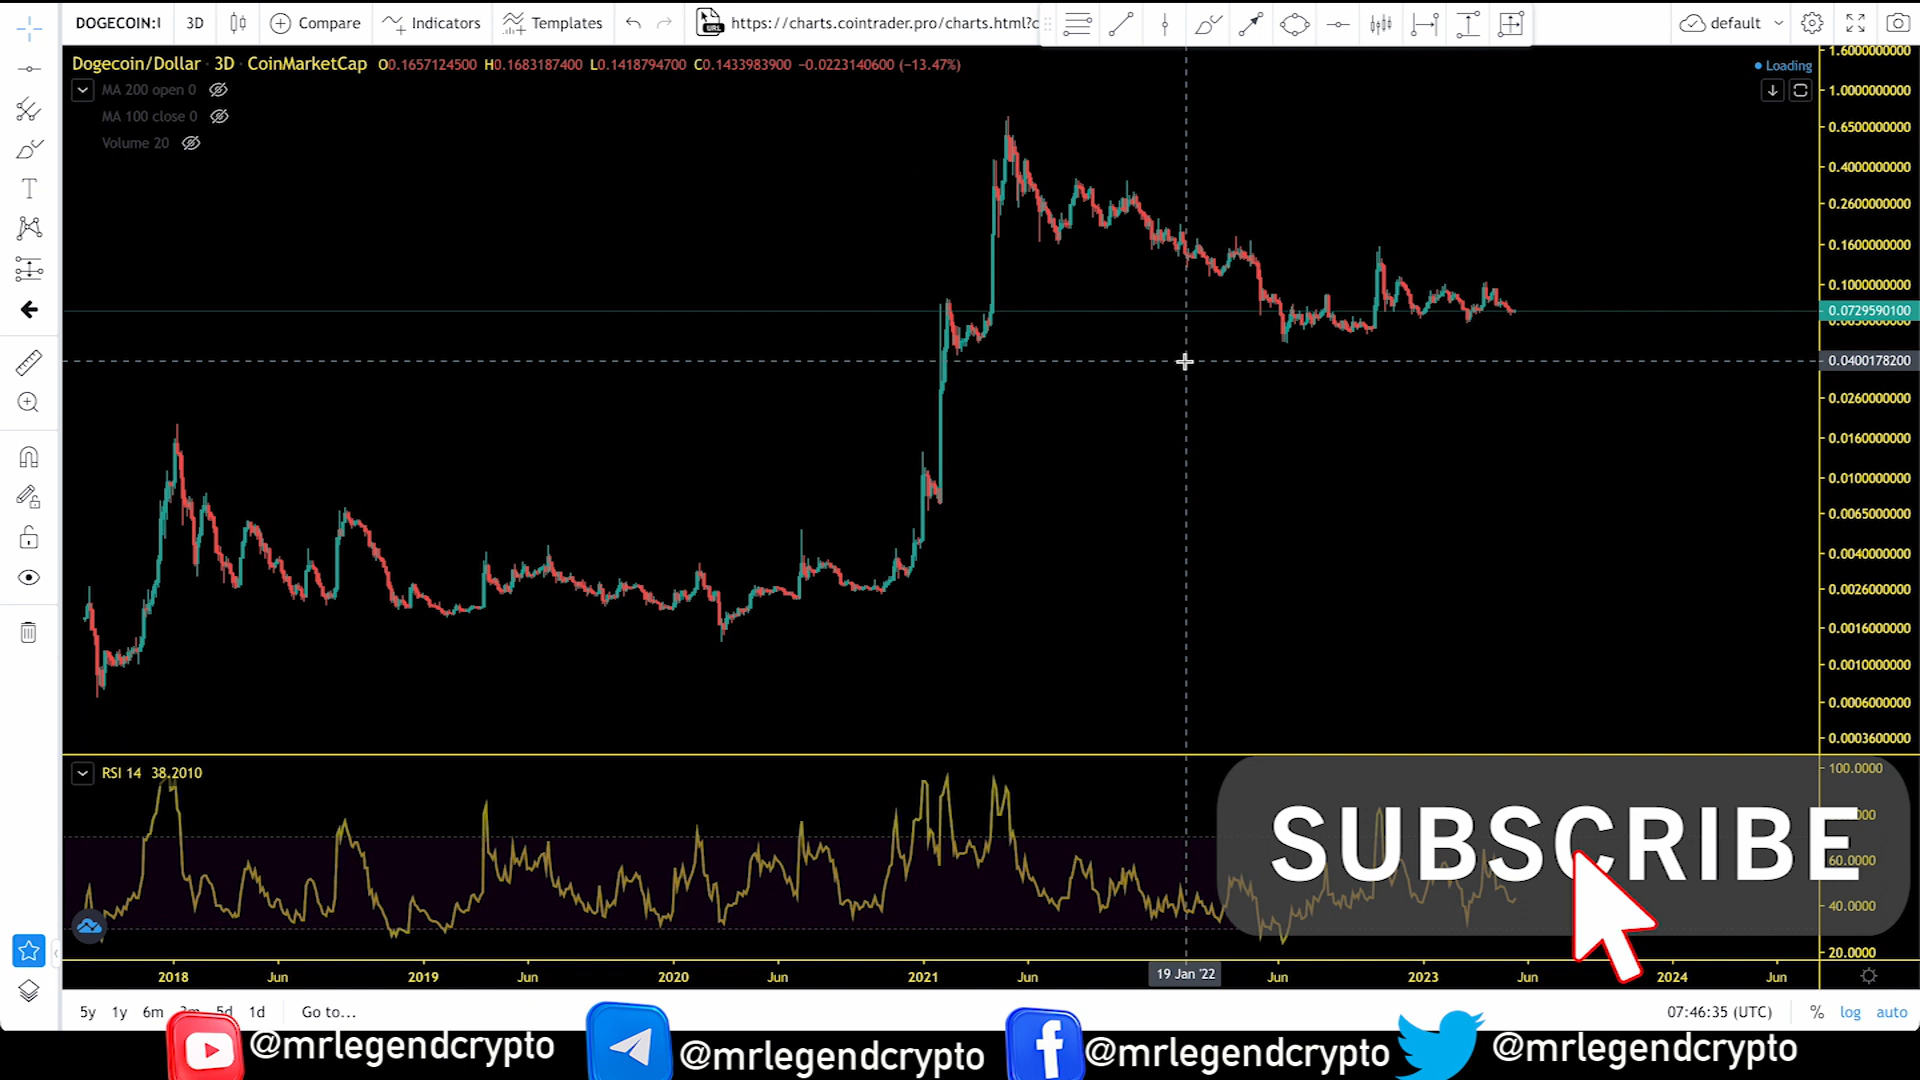 DOGECOIN:I 3D Compare Indicators Templates https://charts.cointrader.pro/charts.html?c default
Dogecoin/Dollar · 3D · CoinMarketCap O0.1657124500 H0.1683187400 L0.1418794700 C0.1433983900 −0.0223140600 (−13.47%)
Loading
MA 200 open 0
MA 100 close 0
Volume 20
1.6000000000
1.0000000000
0.6500000000
0.4000000000
0.2600000000
0.1600000000
0.1000000000
0.0729590100
0.0400178200
0.0260000000
0.0160000000
0.0100000000
0.0065000000
0.0040000000
0.0026000000
0.0016000000
0.0010000000
0.0006000000
0.0003600000
RSI 14 38.2010
100.0000
60.0000
40.0000
20.0000
SUBSCRIBE
2018 Jun 2019 Jun 2020 Jun 2021 Jun 19 Jan '22 Jun 2023 Jun 2024 Jun
5y 1y 6m 3m 5d 1d Go to... 07:46:35 (UTC) % log auto
@mrlegendcrypto @mrlegendcrypto @mrlegendcrypto @mrlegendcrypto